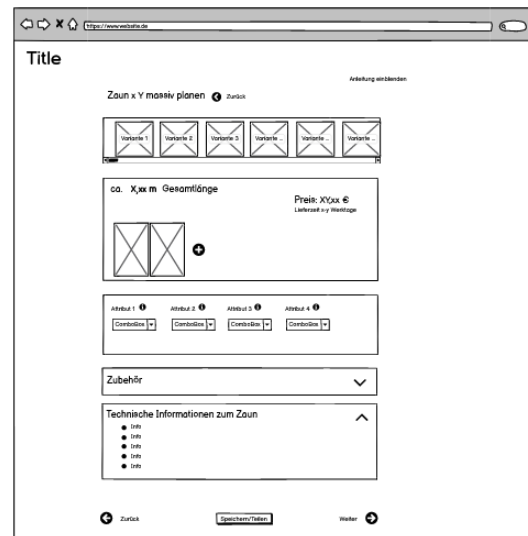 https://www.website.de
Title
Anleitung einblenden
Zaun x Y massiv planen Zurück
Variante 1 Variante 2 Variante 3 Variante ... Variante ... Variante ...
ca. X,xx m Gesamtlänge
Preis: XY,xx €
Lieferzeit x-y Werktage
Attribut 1 Attribut 2 Attribut 3 Attribut 4
ComboBox ComboBox ComboBox ComboBox
Zubehör
Technische Informationen zum Zaun
Info
Info
Info
Info
Info
Zurück Speichern/Teilen Weiter